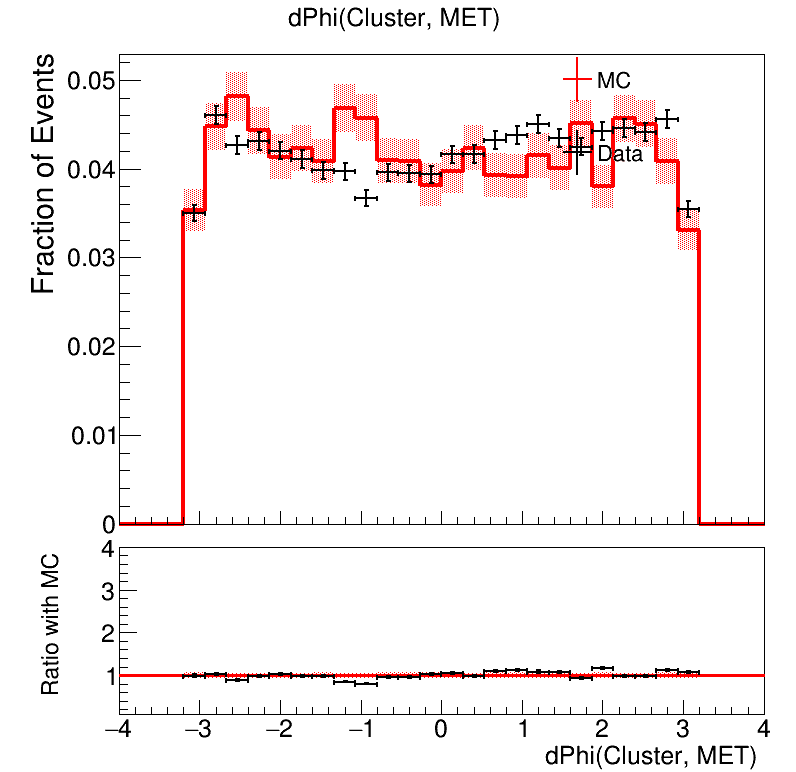 dPhi(Cluster, MET)
Fraction of Events
0.05
0.04
0.03
0.02
0.01
0
MC
Data
Ratio with MC
4
3
2
1
−4 −3 −2 −1 0 1 2 3 4
dPhi(Cluster, MET)